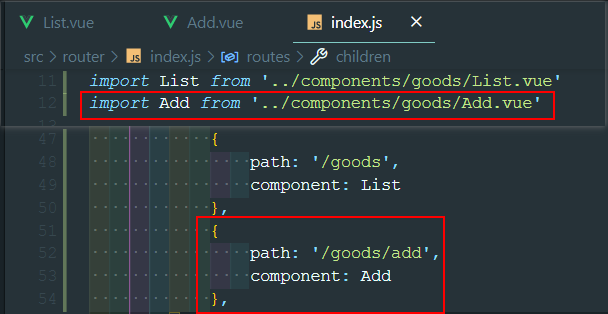 List.vue Add.vue index.js ×
src > router > JS index.js > routes > children
11 import List from '../components/goods/List.vue'
12 import Add from '../components/goods/Add.vue'
13
47 {
48 path: '/goods',
49 component: List
50 },
51 {
52 path: '/goods/add',
53 component: Add
54 },